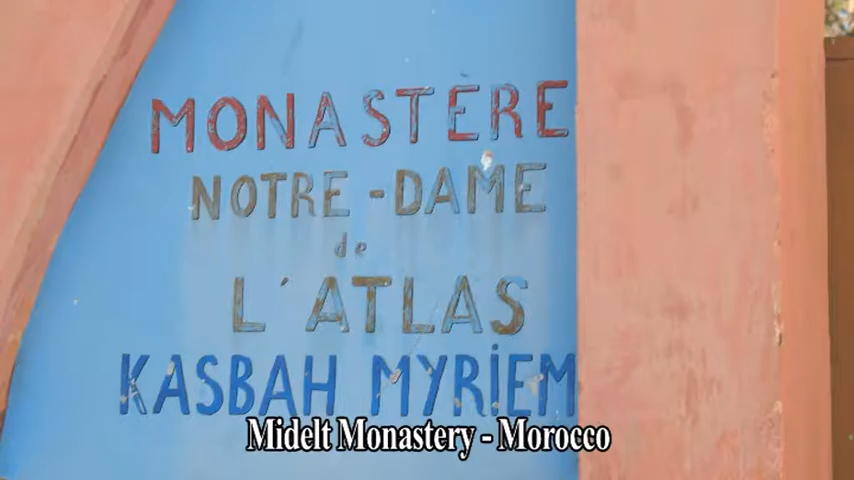 MONASTÈRE
NOTRE-DAME
de
L'ATLAS
KASBAH MYRIEM
Midelt Monastery - Morocco